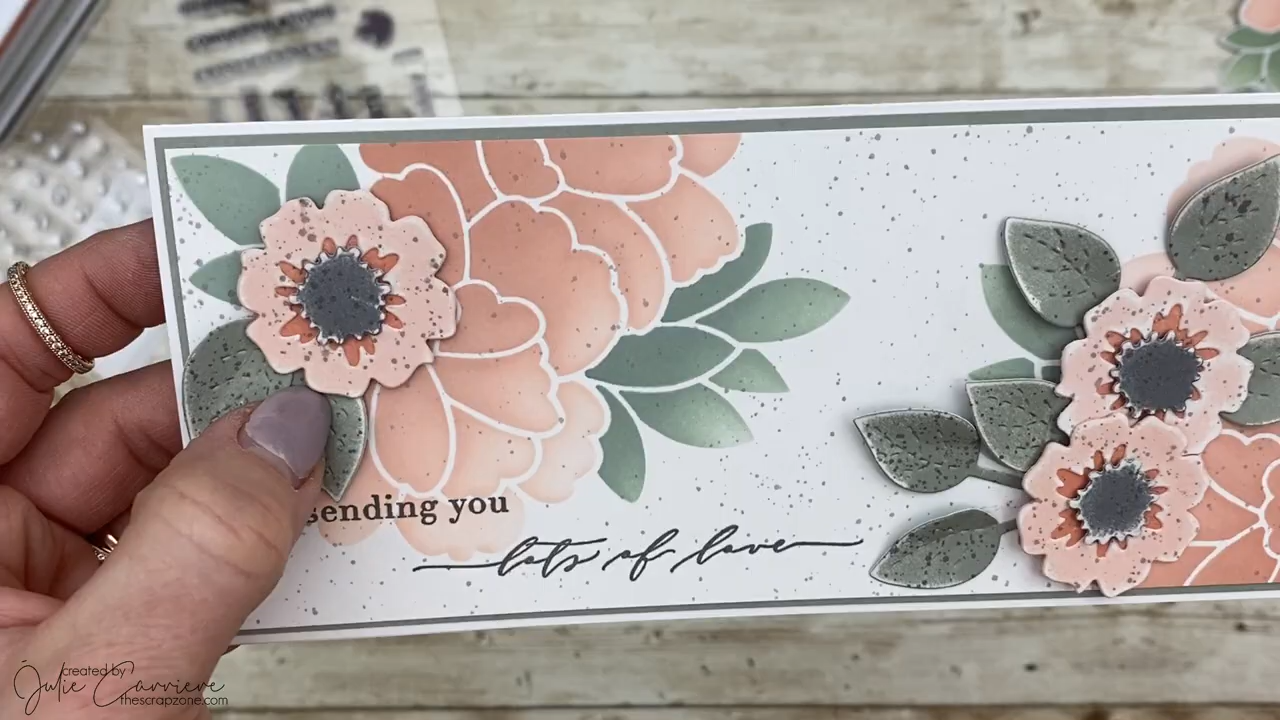 sending you
lots of love
created by
Julie Carriere
thescrapzone.com